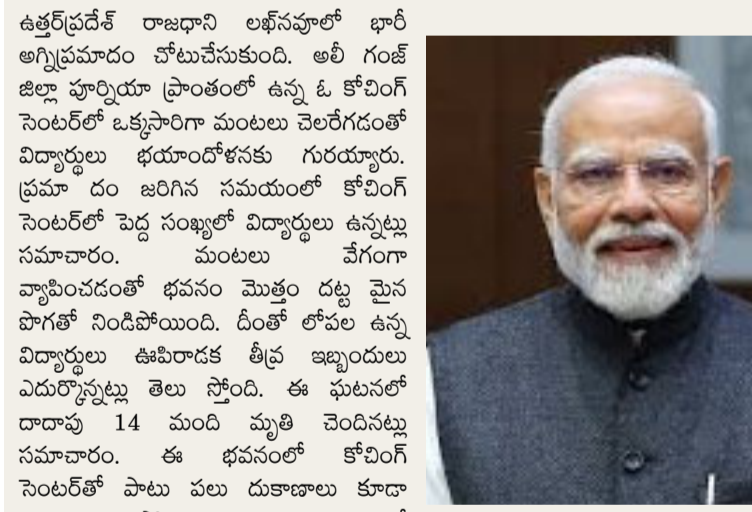 ఉత్తర్‌ప్రదేశ్ రాజధాని లఖ్‌నవూలో భారీ
అగ్నిప్రమాదం చోటుచేసుకుంది. అలీ గంజ్
జిల్లా పూర్నియా ప్రాంతంలో ఉన్న ఓ కోచింగ్
సెంటర్‌లో ఒక్కసారిగా మంటలు చెలరేగడంతో
విద్యార్థులు భయాందోళనకు గురయ్యారు.
ప్రమా దం జరిగిన సమయంలో కోచింగ్
సెంటర్‌లో పెద్ద సంఖ్యలో విద్యార్థులు ఉన్నట్లు
సమాచారం. మంటలు వేగంగా
వ్యాపించడంతో భవనం మొత్తం దట్ట మైన
పొగతో నిండిపోయింది. దీంతో లోపల ఉన్న
విద్యార్థులు ఊపిరాడక తీవ్ర ఇబ్బందులు
ఎదుర్కొన్నట్లు తెలు స్తోంది. ఈ ఘటనలో
దాదాపు 14 మంది మృతి చెందినట్లు
సమాచారం. ఈ భవనంలో కోచింగ్
సెంటర్‌తో పాటు పలు దుకాణాలు కూడా